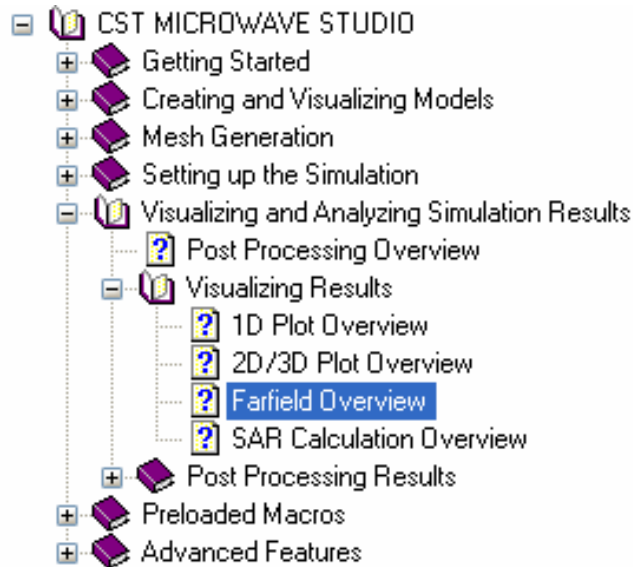 CST MICROWAVE STUDIO
Getting Started
Creating and Visualizing Models
Mesh Generation
Setting up the Simulation
Visualizing and Analyzing Simulation Results
Post Processing Overview
Visualizing Results
1D Plot Overview
2D/3D Plot Overview
Farfield Overview
SAR Calculation Overview
Post Processing Results
Preloaded Macros
Advanced Features